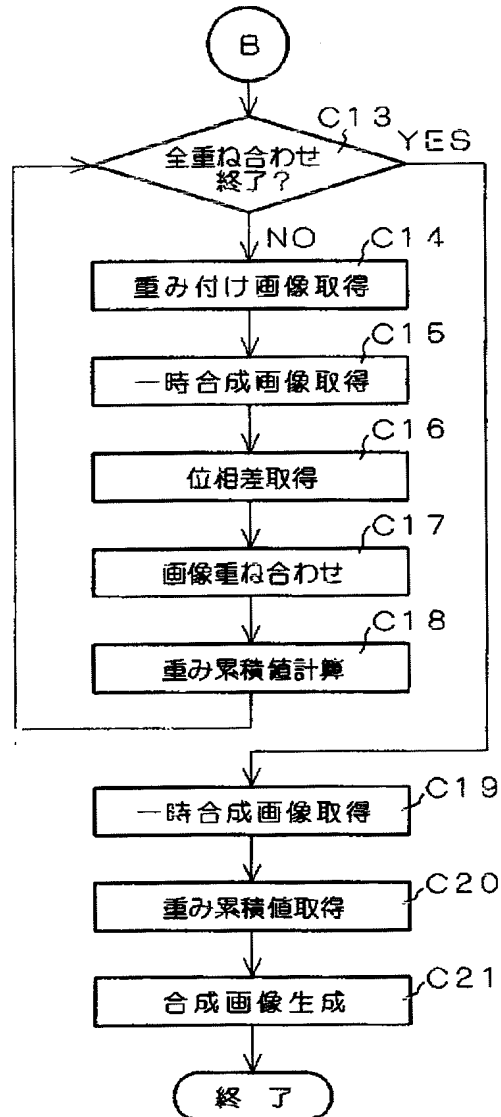 B
C13
YES
全重ね合わせ
終了?
NO
C14
重み付け画像取得
C15
一時合成画像取得
C16
位相差取得
C17
画像重ね合わせ
C18
重み累積値計算
C19
一時合成画像取得
C20
重み累積値取得
C21
合成画像生成
終了